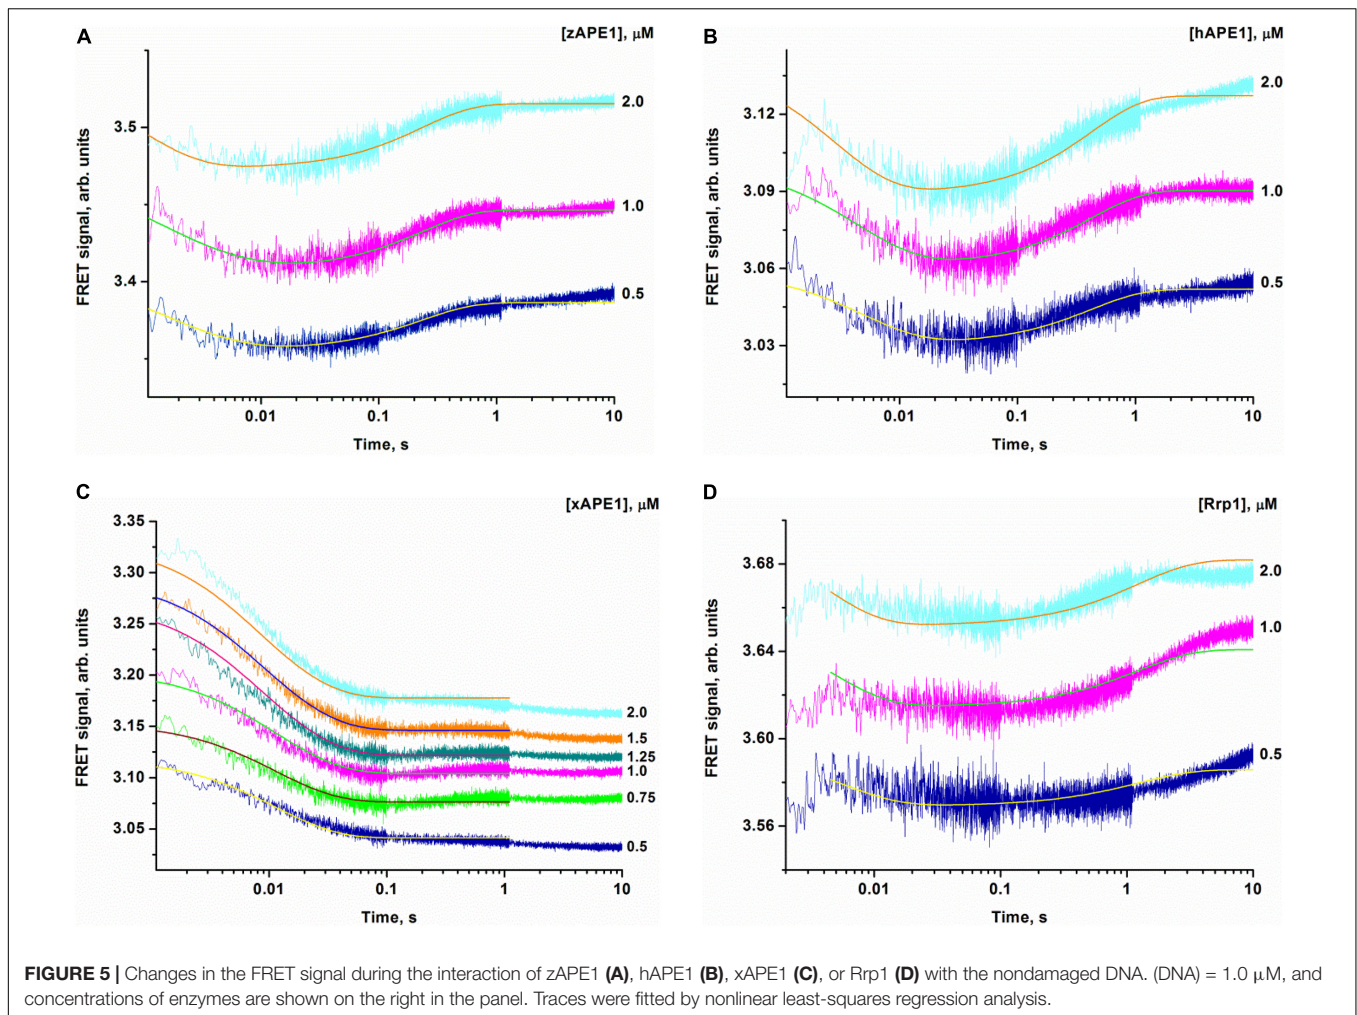 A
[zAPE1], μM
FRET signal, arb. units
3.5
3.4
2.0
1.0
0.5
0.01
0.1
1
10
Time, s
B
[hAPE1], μM
FRET signal, arb. units
3.12
3.09
3.06
3.03
2.0
1.0
0.5
0.01
0.1
1
10
Time, s
C
[xAPE1], μM
FRET signal, arb. units
3.35
3.30
3.25
3.20
3.15
3.10
3.05
2.0
1.5
1.25
1.0
0.75
0.5
0.01
0.1
1
10
Time, s
D
[Rrp1], μM
FRET signal, arb. units
3.68
3.64
3.60
3.56
2.0
1.0
0.5
0.01
0.1
1
10
Time, s
FIGURE 5 | Changes in the FRET signal during the interaction of zAPE1 (A), hAPE1 (B), xAPE1 (C), or Rrp1 (D) with the nondamaged DNA. (DNA) = 1.0 μM, and
concentrations of enzymes are shown on the right in the panel. Traces were fitted by nonlinear least-squares regression analysis.